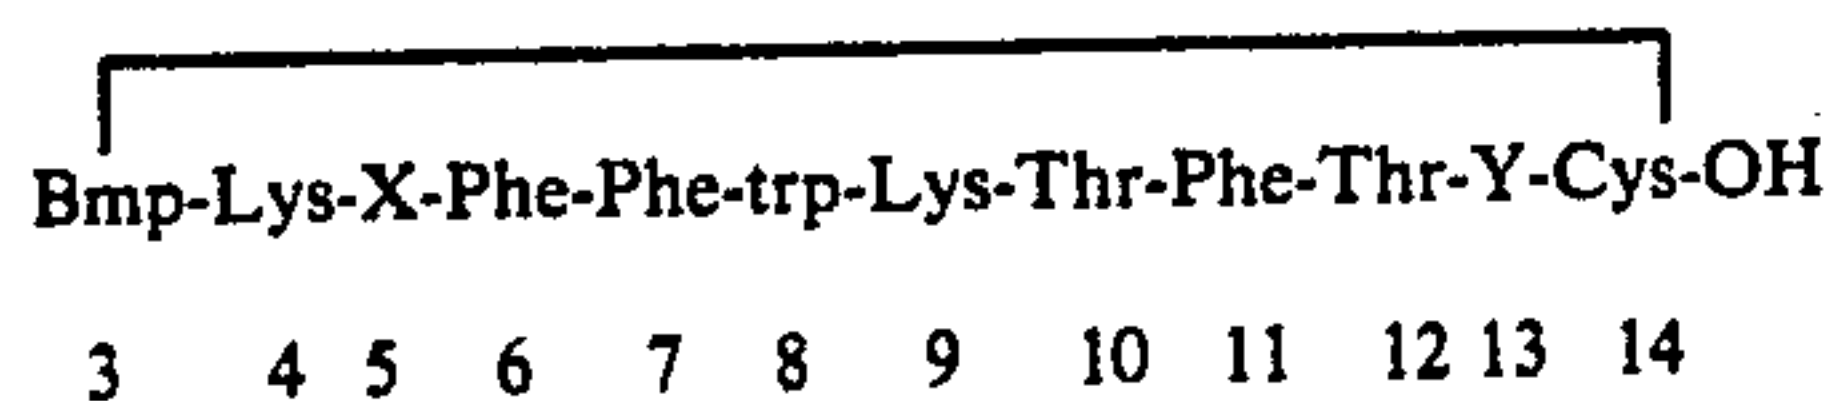 Bmp-Lys-X-Phe-Phe-trp-Lys-Thr-Phe-Thr-Y-Cys-OH
3 4 5 6 7 8 9 10 11 12 13 14